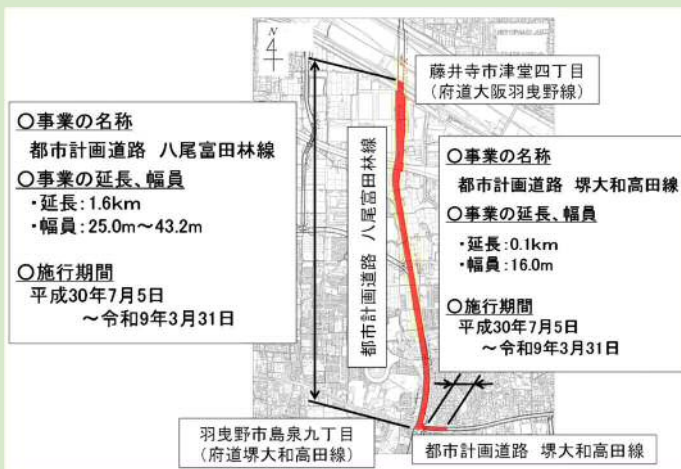 N
藤井寺市津堂四丁目
（府道大阪羽曳野線）
○事業の名称
都市計画道路 八尾富田林線
○事業の延長、幅員
・延長：1.6km
・幅員：25.0m～43.2m
○施行期間
平成30年7月5日
～令和9年3月31日
都市計画道路 八尾富田林線
○事業の名称
都市計画道路 堺大和高田線
○事業の延長、幅員
・延長：0.1km
・幅員：16.0m
○施行期間
平成30年7月5日
～令和9年3月31日
羽曳野市島泉九丁目
（府道堺大和高田線）
都市計画道路 堺大和高田線